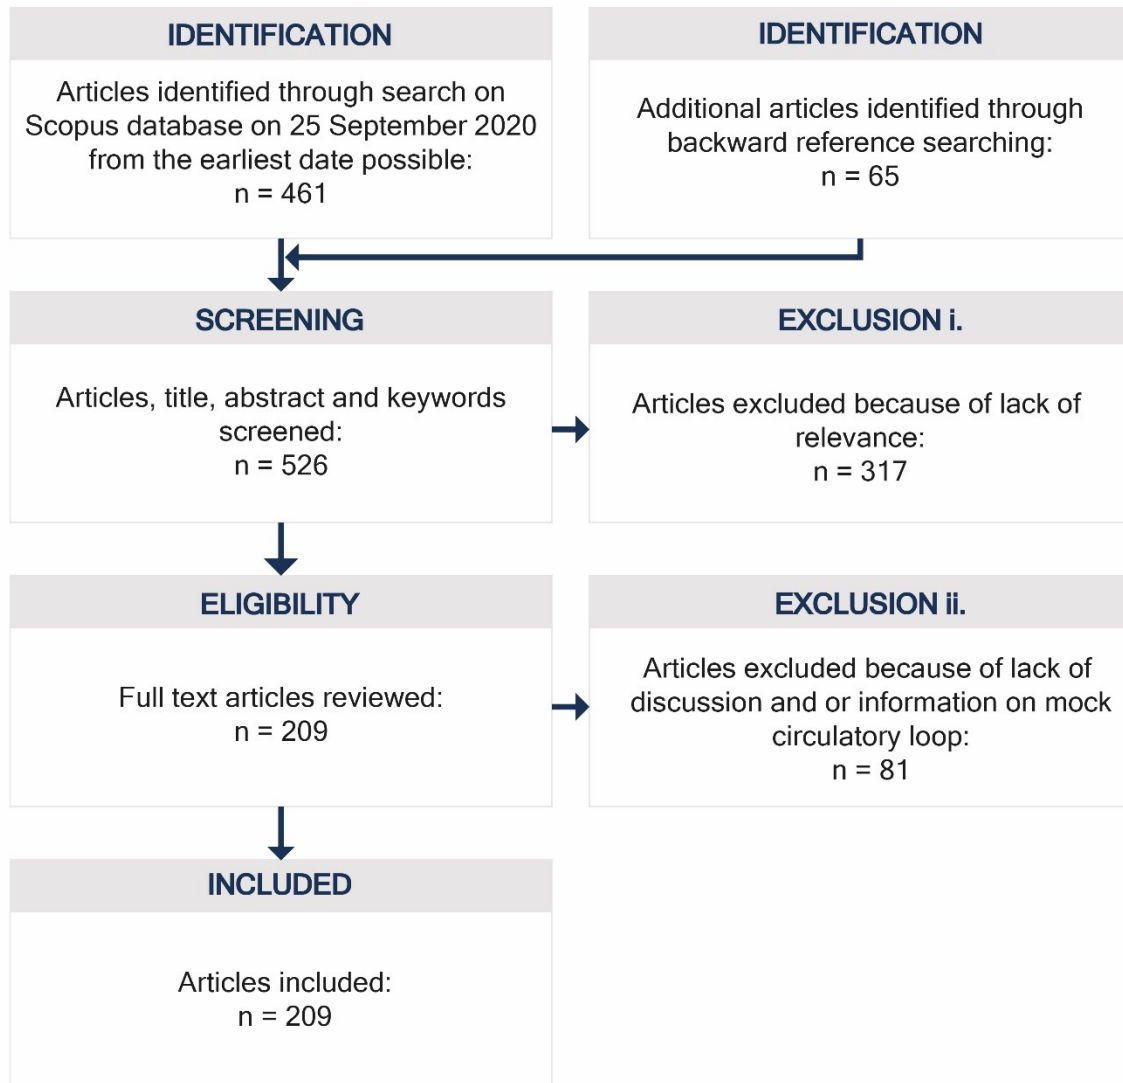 IDENTIFICATION
Articles identified through search on
Scopus database on 25 September 2020
from the earliest date possible:
n = 461
IDENTIFICATION
Additional articles identified through
backward reference searching:
n = 65
SCREENING
Articles, title, abstract and keywords
screened:
n = 526
EXCLUSION i.
Articles excluded because of lack of
relevance:
n = 317
ELIGIBILITY
Full text articles reviewed:
n = 209
EXCLUSION ii.
Articles excluded because of lack of
discussion and or information on mock
circulatory loop:
n = 81
INCLUDED
Articles included:
n = 209